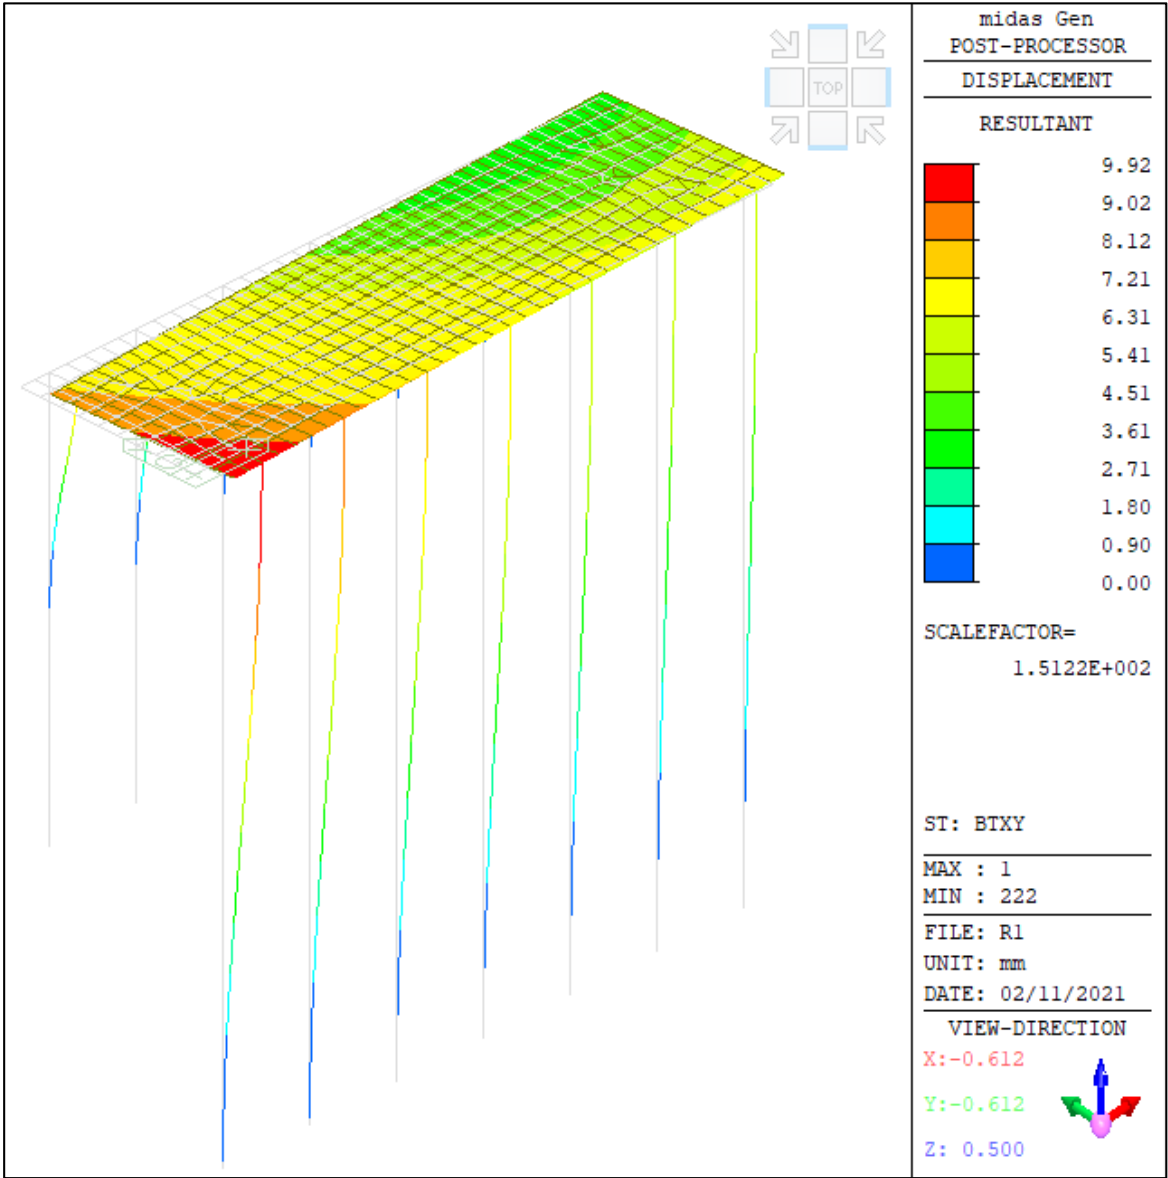 TOP
midas Gen
POST-PROCESSOR
DISPLACEMENT
RESULTANT
9.92
9.02
8.12
7.21
6.31
5.41
4.51
3.61
2.71
1.80
0.90
0.00
SCALEFACTOR=
1.5122E+002
ST: BTXY
MAX : 1
MIN : 222
FILE: R1
UNIT: mm
DATE: 02/11/2021
VIEW-DIRECTION
X:-0.612
Y:-0.612
Z: 0.500